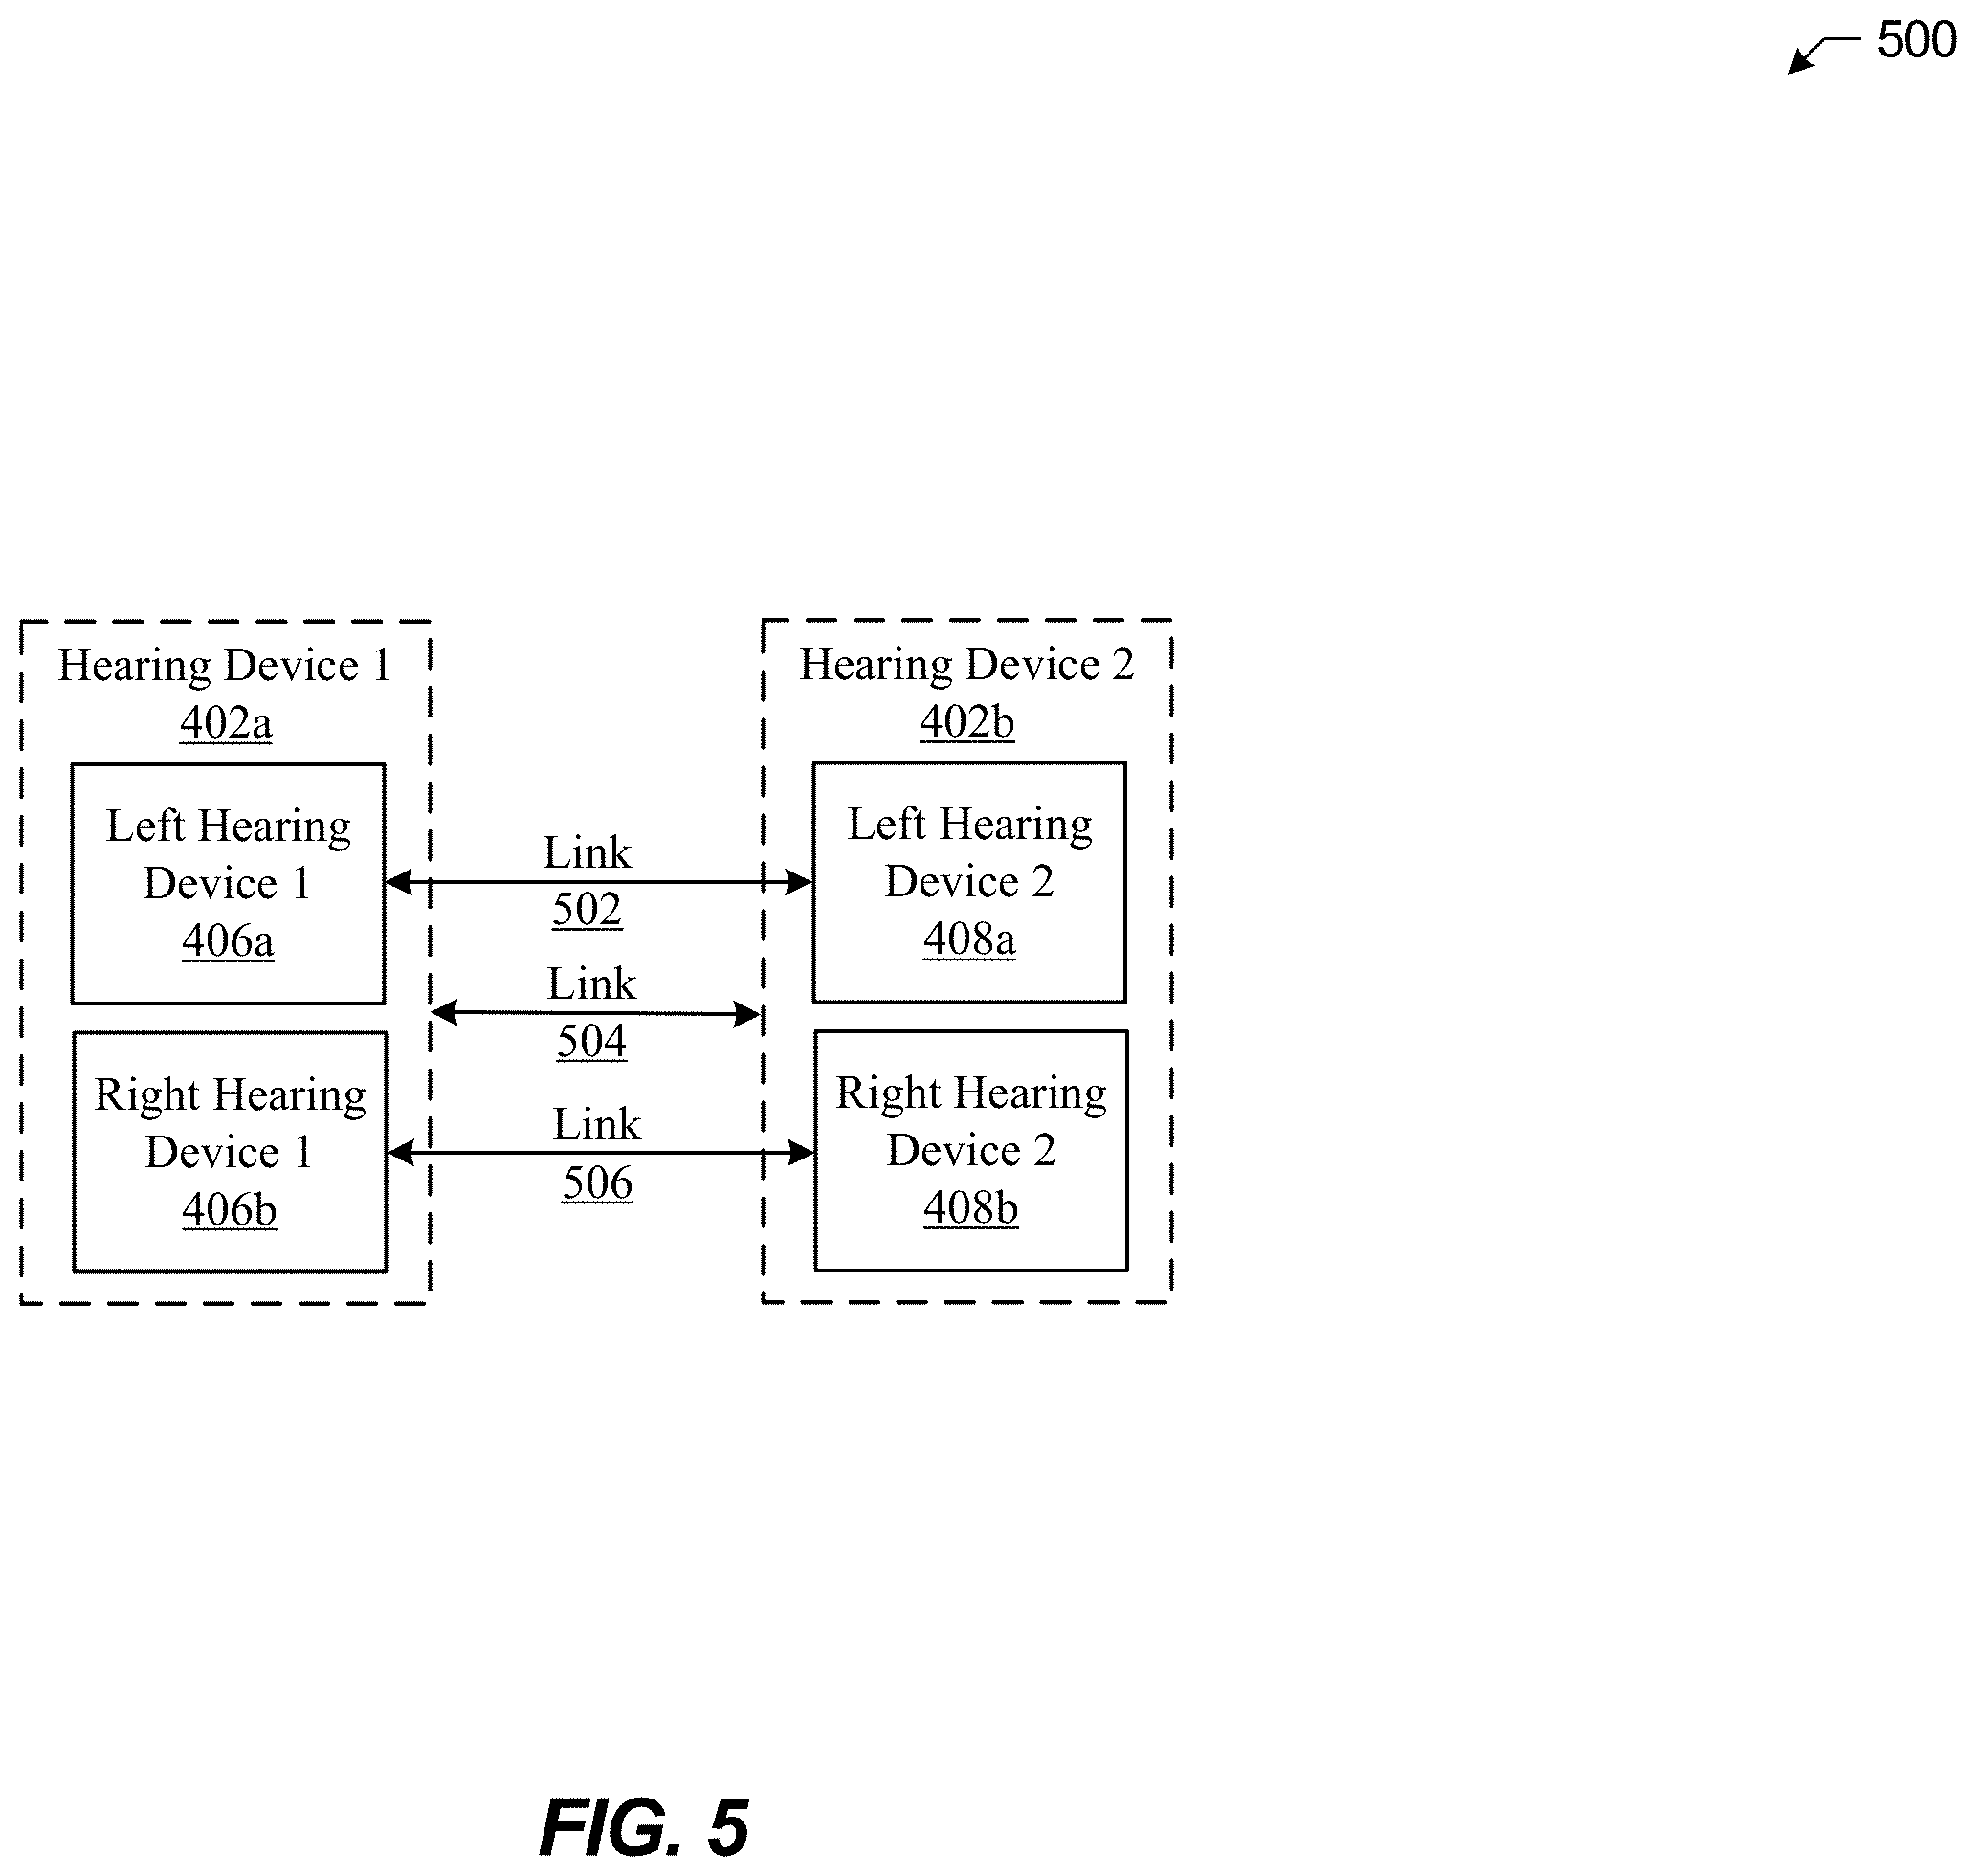 500
Hearing Device 1
402a
Left Hearing
Device 1
406a
Right Hearing
Device 1
406b
Link
502
Link
504
Link
506
Hearing Device 2
402b
Left Hearing
Device 2
408a
Right Hearing
Device 2
408b
FIG. 5